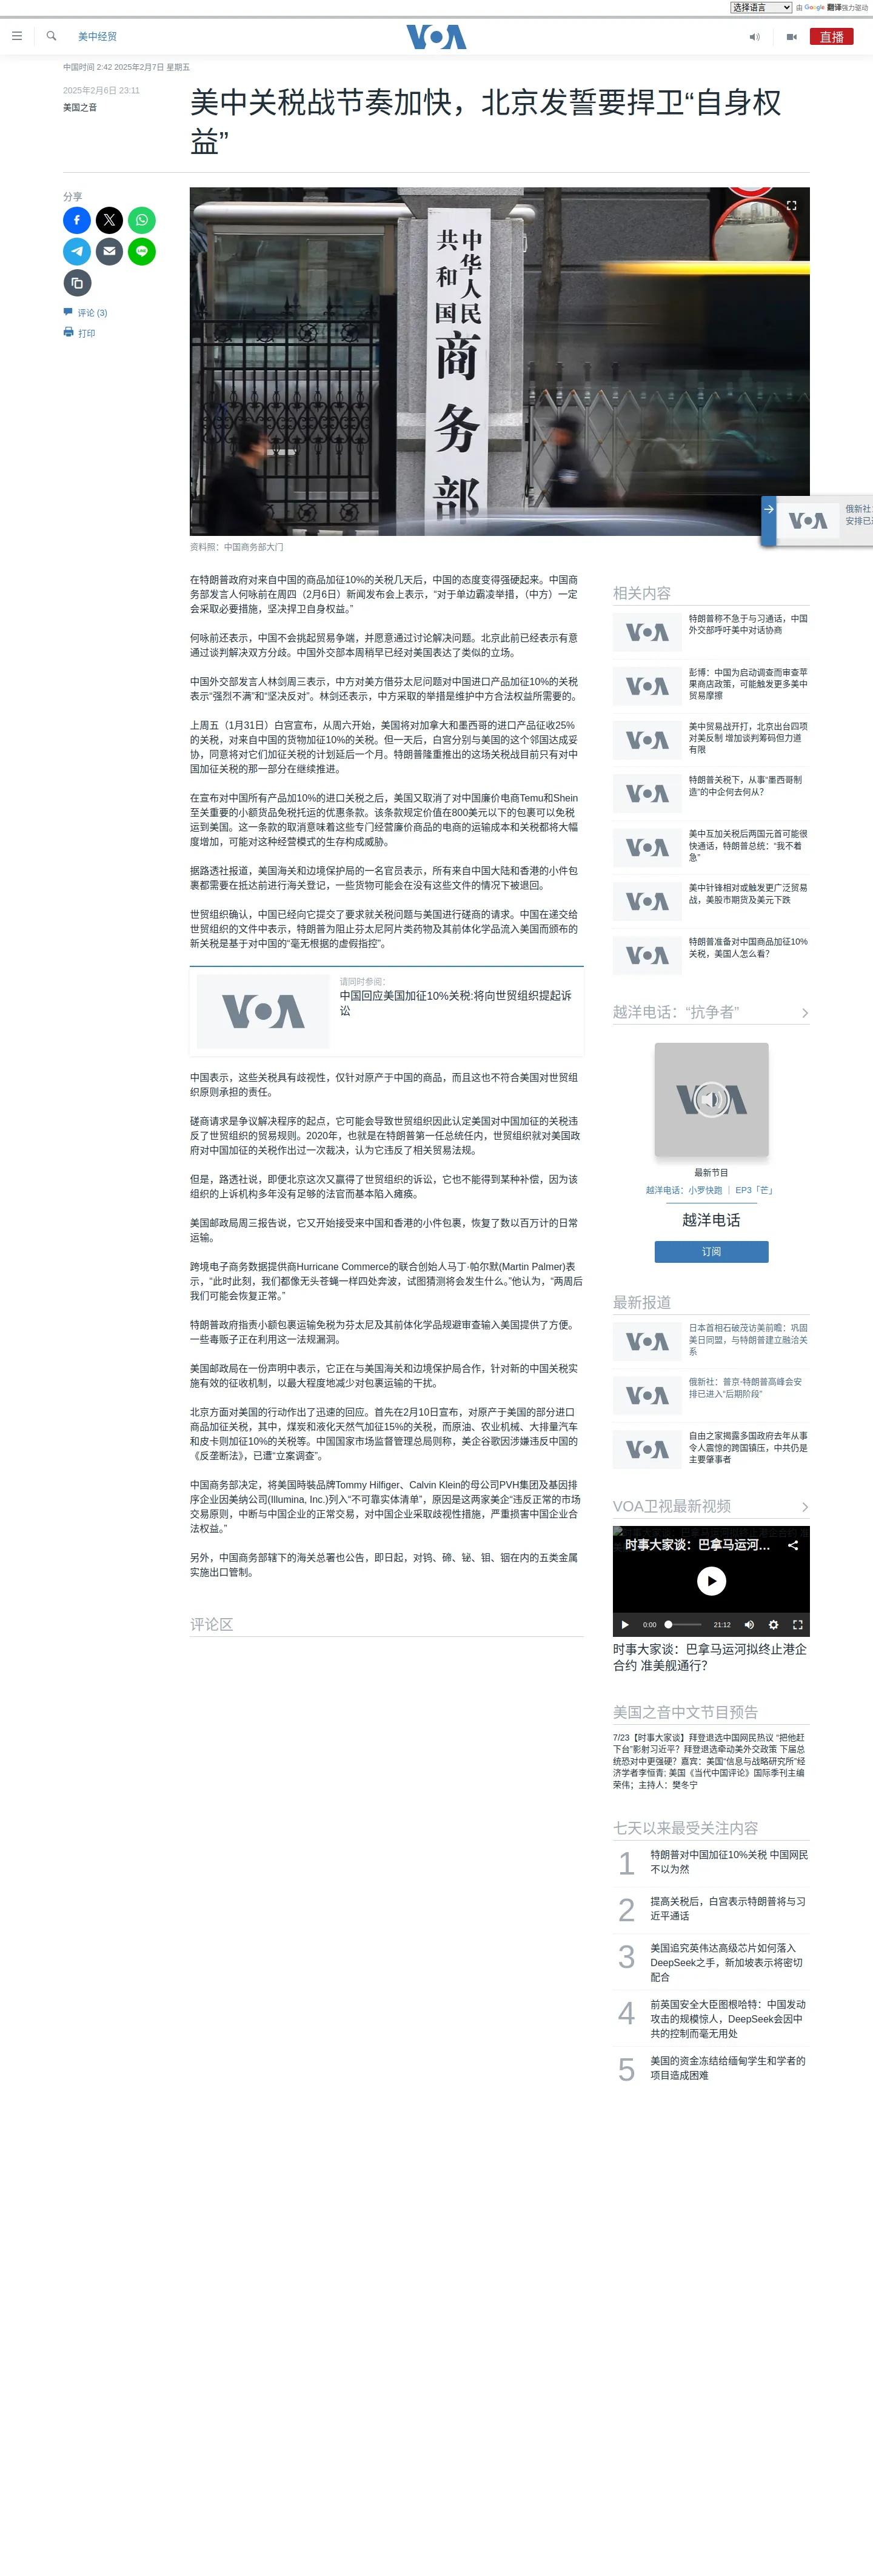 选择语言 由 Google 翻译强力驱动
美中经贸
VOA
直播
中国时间 2:42 2025年2月7日 星期五
2025年2月6日 23:11
美国之音
美中关税战节奏加快，北京发誓要捍卫“自身权
益”
分享
评论 (3)
打印
中华人民
共和国
商务部
资料照：中国商务部大门
VOA
俄新社:
安排已进
在特朗普政府对来自中国的商品加征10%的关税几天后，中国的态度变得强硬起来。中国商
务部发言人何咏前在周四（2月6日）新闻发布会上表示，“对于单边霸凌举措，（中方）一定
会采取必要措施，坚决捍卫自身权益。”
何咏前还表示，中国不会挑起贸易争端，并愿意通过讨论解决问题。北京此前已经表示有意
通过谈判解决双方分歧。中国外交部本周稍早已经对美国表达了类似的立场。
中国外交部发言人林剑周三表示，中方对美方借芬太尼问题对中国进口产品加征10%的关税
表示“强烈不满”和“坚决反对”。林剑还表示，中方采取的举措是维护中方合法权益所需要的。
上周五（1月31日）白宫宣布，从周六开始，美国将对加拿大和墨西哥的进口产品征收25%
的关税，对来自中国的货物加征10%的关税。但一天后，白宫分别与美国的这个邻国达成妥
协，同意将对它们加征关税的计划延后一个月。特朗普隆重推出的这场关税战目前只有对中
国加征关税的那一部分在继续推进。
在宣布对中国所有产品加10%的进口关税之后，美国又取消了对中国廉价电商Temu和Shein
至关重要的小额货品免税托运的优惠条款。该条款规定价值在800美元以下的包裹可以免税
运到美国。这一条款的取消意味着这些专门经营廉价商品的电商的运输成本和关税都将大幅
度增加，可能对这种经营模式的生存构成威胁。
据路透社报道，美国海关和边境保护局的一名官员表示，所有来自中国大陆和香港的小件包
裹都需要在抵达前进行海关登记，一些货物可能会在没有这些文件的情况下被退回。
世贸组织确认，中国已经向它提交了要求就关税问题与美国进行磋商的请求。中国在递交给
世贸组织的文件中表示，特朗普为阻止芬太尼阿片类药物及其前体化学品流入美国而颁布的
新关税是基于对中国的“毫无根据的虚假指控”。
VOA
请同时参阅：
中国回应美国加征10%关税:将向世贸组织提起诉
讼
中国表示，这些关税具有歧视性，仅针对原产于中国的商品，而且这也不符合美国对世贸组
织原则承担的责任。
磋商请求是争议解决程序的起点，它可能会导致世贸组织因此认定美国对中国加征的关税违
反了世贸组织的贸易规则。2020年，也就是在特朗普第一任总统任内，世贸组织就对美国政
府对中国加征的关税作出过一次裁决，认为它违反了相关贸易法规。
但是，路透社说，即便北京这次又赢得了世贸组织的诉讼，它也不能得到某种补偿，因为该
组织的上诉机构多年没有足够的法官而基本陷入瘫痪。
美国邮政局周三报告说，它又开始接受来中国和香港的小件包裹，恢复了数以百万计的日常
运输。
跨境电子商务数据提供商Hurricane Commerce的联合创始人马丁·帕尔默(Martin Palmer)表
示，“此时此刻，我们都像无头苍蝇一样四处奔波，试图猜测将会发生什么。”他认为，“两周后
我们可能会恢复正常。”
特朗普政府指责小额包裹运输免税为芬太尼及其前体化学品规避审查输入美国提供了方便。
一些毒贩子正在利用这一法规漏洞。
美国邮政局在一份声明中表示，它正在与美国海关和边境保护局合作，针对新的中国关税实
施有效的征收机制，以最大程度地减少对包裹运输的干扰。
北京方面对美国的行动作出了迅速的回应。首先在2月10日宣布，对原产于美国的部分进口
商品加征关税，其中，煤炭和液化天然气加征15%的关税，而原油、农业机械、大排量汽车
和皮卡则加征10%的关税等。中国国家市场监督管理总局则称，美企谷歌因涉嫌违反中国的
《反垄断法》，已遭“立案调查”。
中国商务部决定，将美国時裝品牌Tommy Hilfiger、Calvin Klein的母公司PVH集团及基因排
序企业因美纳公司(Illumina, Inc.)列入“不可靠实体清单”，原因是这两家美企“违反正常的市场
交易原则，中断与中国企业的正常交易，对中国企业采取歧视性措施，严重损害中国企业合
法权益。”
另外，中国商务部辖下的海关总署也公告，即日起，对钨、碲、铋、钼、铟在内的五类金属
实施出口管制。
评论区
相关内容
VOA
特朗普称不急于与习通话，中国
外交部呼吁美中对话协商
VOA
彭博：中国为启动调查而审查苹
果商店政策，可能触发更多美中
贸易摩擦
VOA
美中贸易战开打，北京出台四项
对美反制 增加谈判筹码但力道
有限
VOA
特朗普关税下，从事“墨西哥制
造”的中企何去何从?
VOA
美中互加关税后两国元首可能很
快通话，特朗普总统：“我不着
急”
VOA
美中针锋相对或触发更广泛贸易
战，美股市期货及美元下跌
VOA
特朗普准备对中国商品加征10%
关税，美国人怎么看？
越洋电话：“抗争者”
VOA
最新节目
越洋电话：小罗快跑 ｜ EP3「芒」
越洋电话
订阅
最新报道
VOA
日本首相石破茂访美前瞻：巩固
美日同盟，与特朗普建立融洽关
系
VOA
俄新社：普京-特朗普高峰会安
排已进入“后期阶段”
VOA
自由之家揭露多国政府去年从事
令人震惊的跨国镇压，中共仍是
主要肇事者
VOA卫视最新视频
时事大家谈：巴拿马运河…
0:00
21:12
时事大家谈：巴拿马运河拟终止港企
合约 准美舰通行？
美国之音中文节目预告
7/23【时事大家谈】拜登退选中国网民热议 “把他赶
下台”影射习近平？拜登退选牵动美外交政策 下届总
统恐对中更强硬？嘉宾：美国“信息与战略研究所”经
济学者李恒青; 美国《当代中国评论》国际季刊主编
荣伟；主持人：樊冬宁
七天以来最受关注内容
1
特朗普对中国加征10%关税 中国网民
不以为然
2
提高关税后，白宫表示特朗普将与习
近平通话
3
美国追究英伟达高级芯片如何落入
DeepSeek之手，新加坡表示将密切
配合
4
前英国安全大臣图根哈特：中国发动
攻击的规模惊人，DeepSeek会因中
共的控制而毫无用处
5
美国的资金冻结给缅甸学生和学者的
项目造成困难